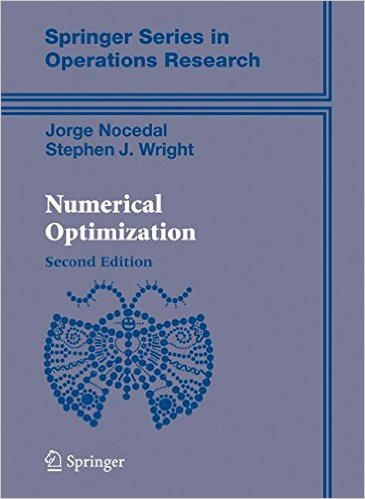 Springer Series in
Operations Research
Jorge Nocedal
Stephen J. Wright
Numerical
Optimization
Second Edition
Springer